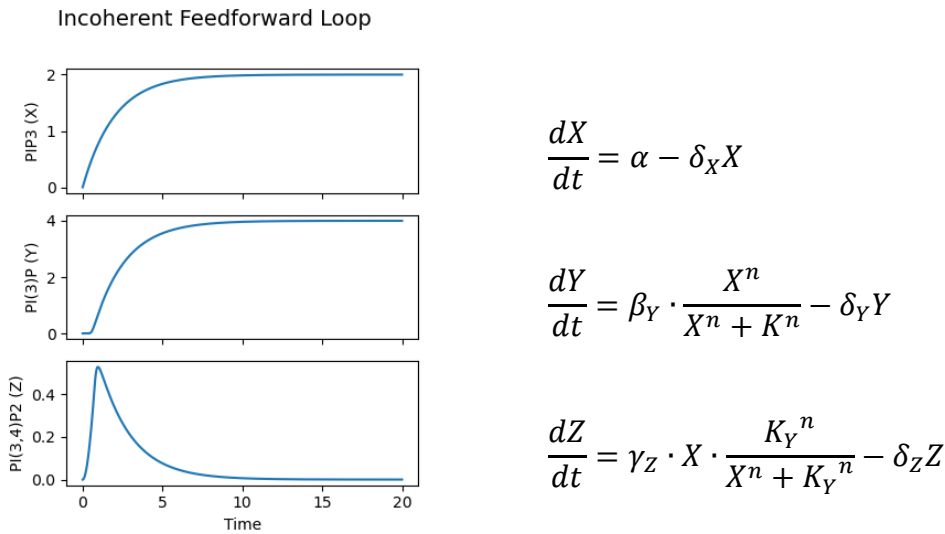 Incoherent Feedforward Loop
PIP3 (X)
2
1
0
PI(3)P (Y)
4
2
0
PI(3,4)P2 (Z)
0.4
0.2
0.0
0 5 10 15 20
Time
dX/dt = α − δ_X X
dY/dt = β_Y · X^n/(X^n + K^n) − δ_Y Y
dZ/dt = γ_Z · X · K_Y^n/(X^n + K_Y^n) − δ_Z Z